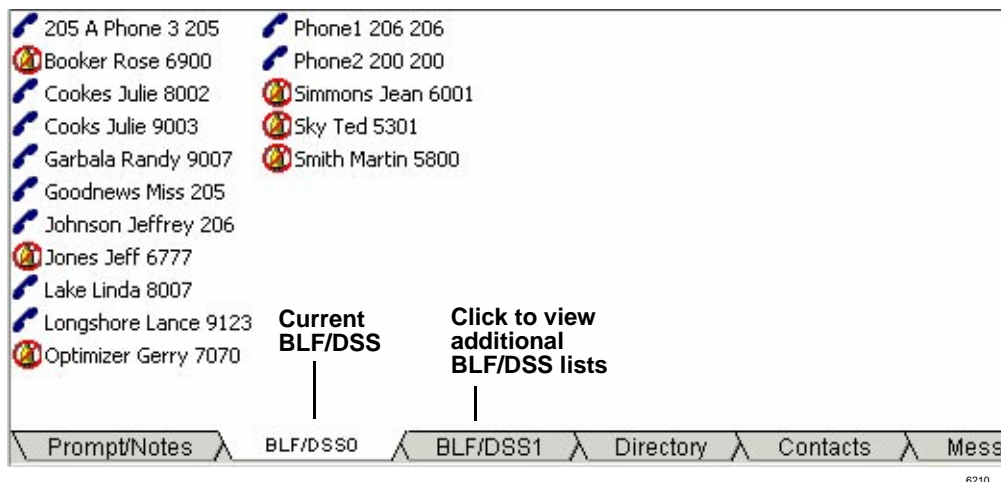 205 A Phone 3 205
Booker Rose 6900
Cookes Julie 8002
Cooks Julie 9003
Garbala Randy 9007
Goodnews Miss 205
Johnson Jeffrey 206
Jones Jeff 6777
Lake Linda 8007
Longshore Lance 9123
Optimizer Gerry 7070
Phone1 206 206
Phone2 200 200
Simmons Jean 6001
Sky Ted 5301
Smith Martin 5800
Current
BLF/DSS
Click to view
additional
BLF/DSS lists
Prompt/Notes BLF/DSS0 BLF/DSS1 Directory Contacts Mess
6210